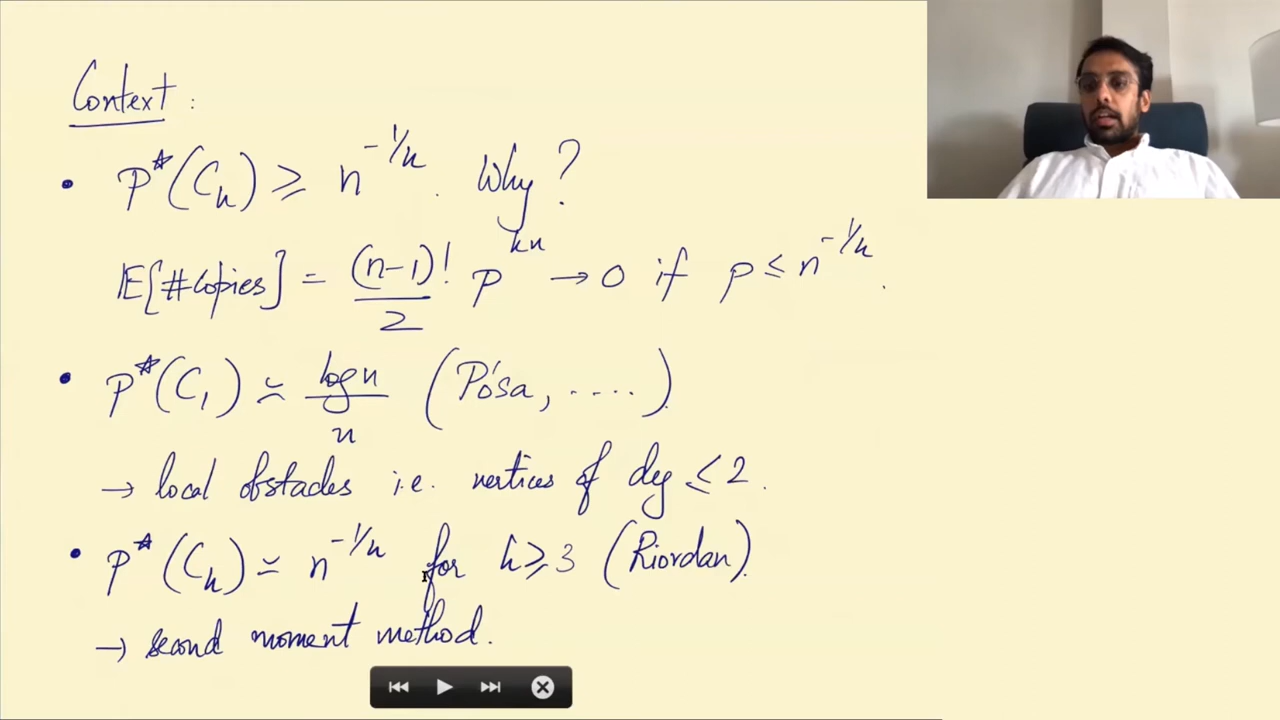 Context :
• P*(C_k) ≥ n^{-1/k}. Why?
E[#copies] = (n-1)!/2 p^{kn} → 0 if p ≤ n^{-1/k}.
• P*(C_1) ≍ log n / n (Pósa, ....)
→ local obstacles i.e. vertices of deg ≤ 2.
• P*(C_k) ≍ n^{-1/k} for k ≥ 3 (Riordan).
→ second moment method.